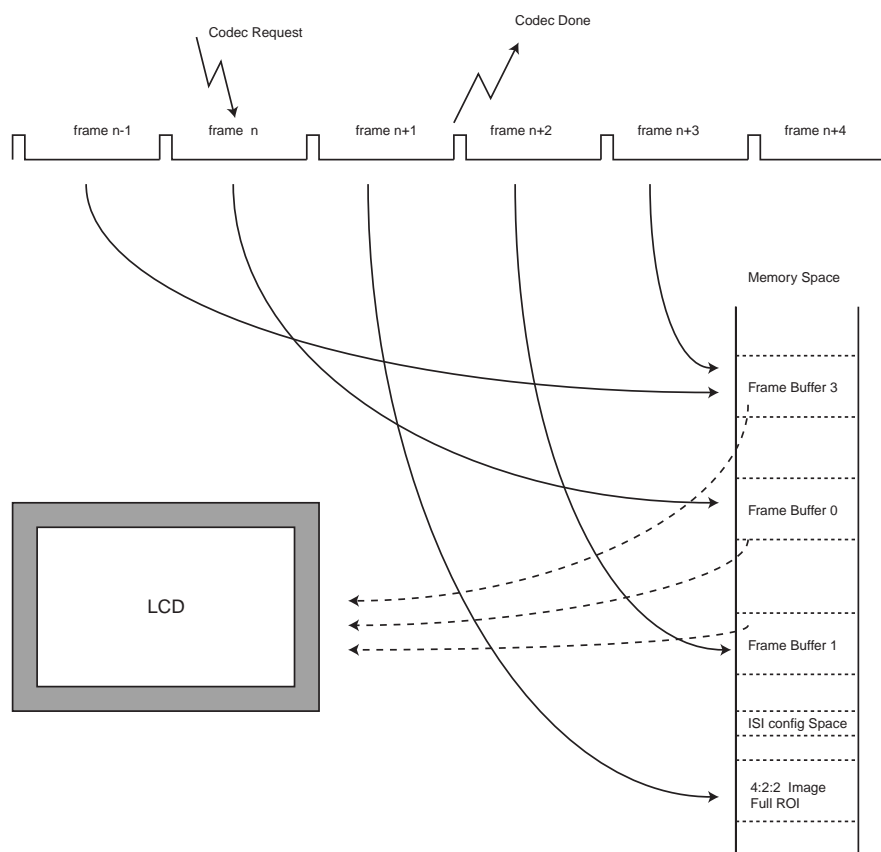 Codec Request
Codec Done
frame n-1
frame n
frame n+1
frame n+2
frame n+3
frame n+4
Memory Space
Frame Buffer 3
Frame Buffer 0
LCD
Frame Buffer 1
ISI config Space
4:2:2 Image
Full ROI